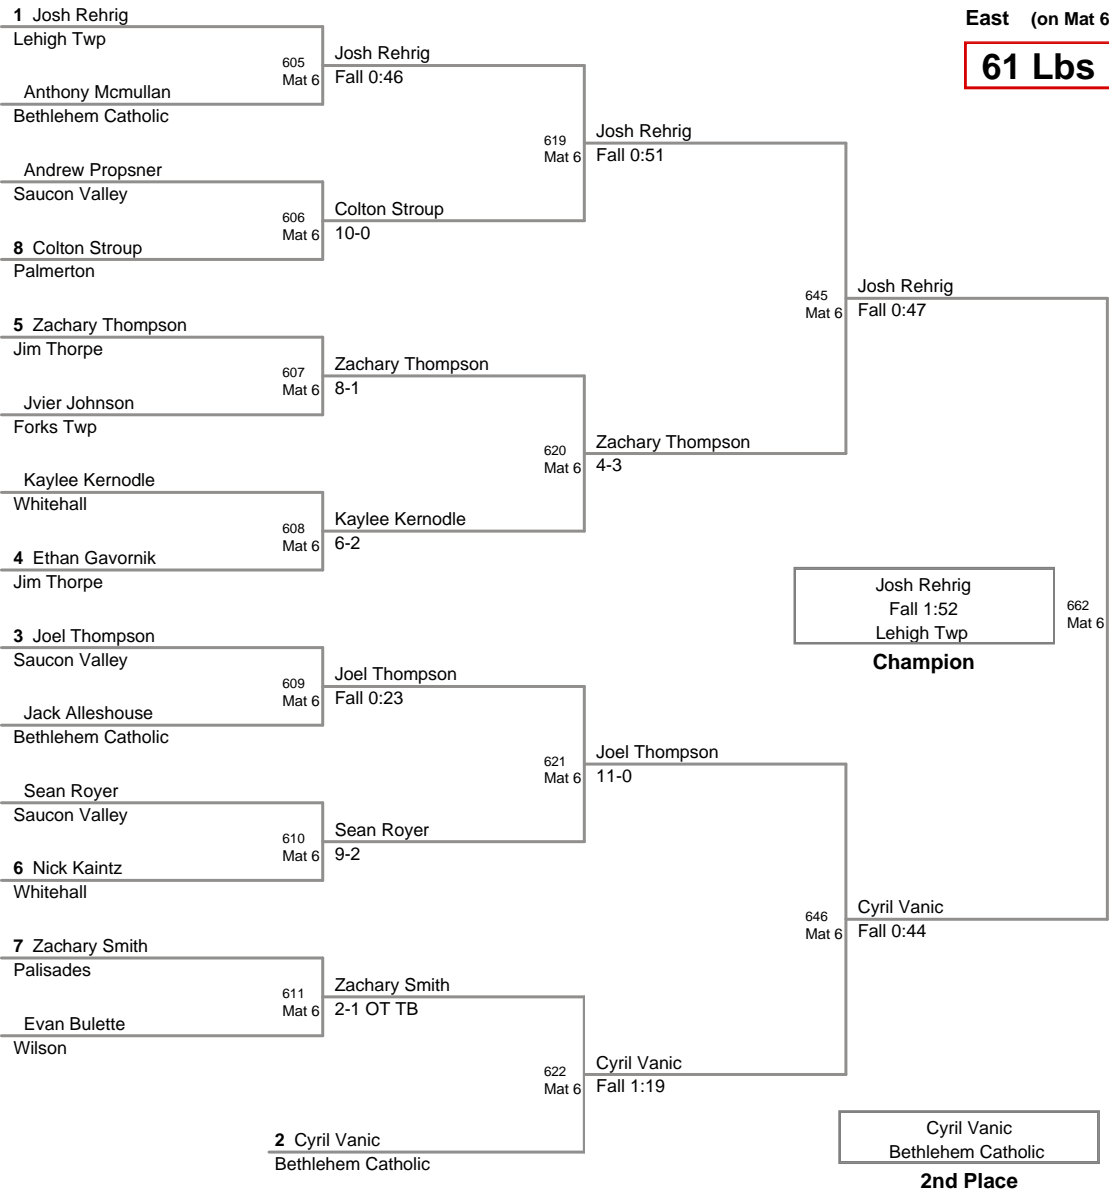 East (on Mat 6
61 Lbs
1 Josh Rehrig
Lehigh Twp
605
Mat 6
Josh Rehrig
Fall 0:46
Anthony Mcmullan
Bethlehem Catholic
619
Mat 6
Josh Rehrig
Fall 0:51
Andrew Propsner
Saucon Valley
606
Mat 6
Colton Stroup
10-0
8 Colton Stroup
Palmerton
645
Mat 6
Josh Rehrig
Fall 0:47
5 Zachary Thompson
Jim Thorpe
607
Mat 6
Zachary Thompson
8-1
Jvier Johnson
Forks Twp
620
Mat 6
Zachary Thompson
4-3
Kaylee Kernodle
Whitehall
608
Mat 6
Kaylee Kernodle
6-2
4 Ethan Gavornik
Jim Thorpe
Josh Rehrig
Fall 1:52
Lehigh Twp
Champion
662
Mat 6
3 Joel Thompson
Saucon Valley
609
Mat 6
Joel Thompson
Fall 0:23
Jack Alleshouse
Bethlehem Catholic
621
Mat 6
Joel Thompson
11-0
Sean Royer
Saucon Valley
610
Mat 6
Sean Royer
9-2
6 Nick Kaintz
Whitehall
646
Mat 6
Cyril Vanic
Fall 0:44
7 Zachary Smith
Palisades
611
Mat 6
Zachary Smith
2-1 OT TB
Evan Bulette
Wilson
622
Mat 6
Cyril Vanic
Fall 1:19
2 Cyril Vanic
Bethlehem Catholic
Cyril Vanic
Bethlehem Catholic
2nd Place